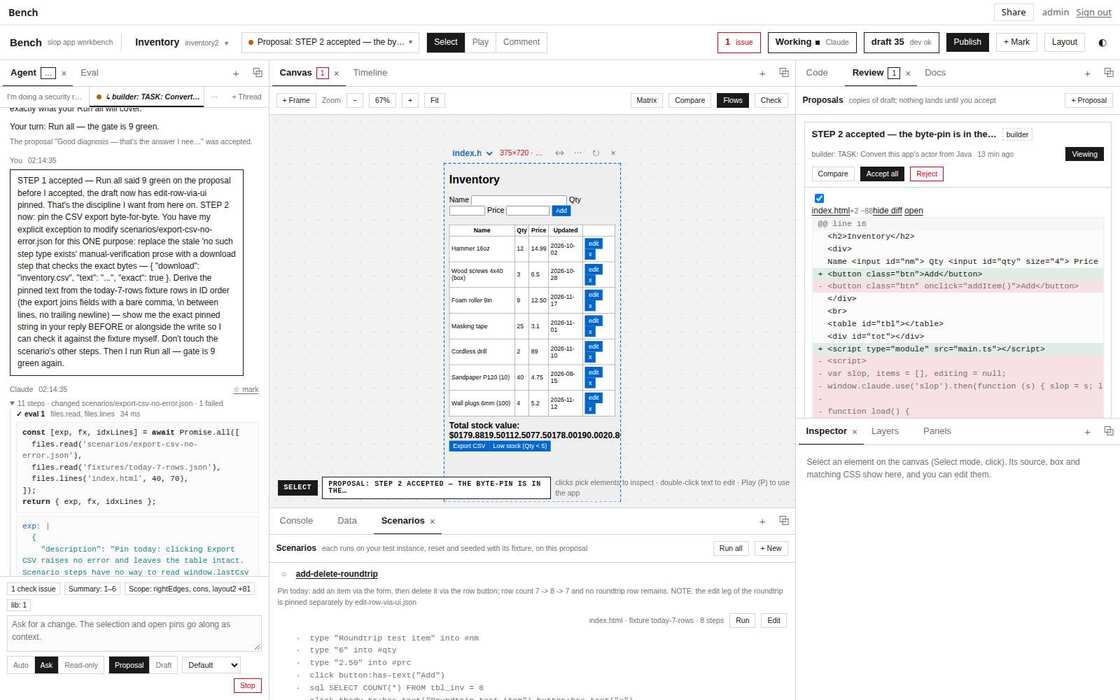 Bench
Share
admin
Sign out
Bench slop app workbench
Inventory inventory2 ▾
Proposal: STEP 2 accepted — the by… ▾
Select
Play
Comment
1 issue
Working ■ Claude
draft 35 dev ok
Publish
+ Mark
Layout
Agent … ×
Eval
I'm doing a security r…
↳ builder: TASK: Convert…
···
+ Thread
exactly what your Run all will cover.
Your turn: Run all — the gate is 9 green.
The proposal "Good diagnosis — that's the answer I nee…" was accepted.
You 02:14:35
STEP 1 accepted — Run all said 9 green on the proposal
before I accepted, the draft now has edit-row-via-ui
pinned. That's the discipline I want from here on. STEP 2
now: pin the CSV export byte-for-byte. You have my
explicit exception to modify scenarios/export-csv-no-
error.json for this ONE purpose: replace the stale 'no such
step type exists' manual-verification prose with a download
step that checks the exact bytes — { "download":
"inventory.csv", "text": "...", "exact": true }. Derive the
pinned text from the today-7-rows fixture rows in ID order
(the export joins fields with a bare comma, \n between
lines, no trailing newline) — show me the exact pinned
string in your reply BEFORE or alongside the write so I
can check it against the fixture myself. Don't touch the
scenario's other steps. Then I run Run all — gate is 9
green again.
Claude 02:14:35
☆ mark
▾ 11 steps · changed scenarios/export-csv-no-error.json · 1 failed
✓ eval 1 files.read, files.lines 34 ms
const [exp, fx, idxLines] = await Promise.all([
files.read('scenarios/export-csv-no-
error.json'),
files.read('fixtures/today-7-rows.json'),
files.lines('index.html', 40, 70),
]);
return { exp, fx, idxLines };
exp: |
{
"description": "Pin today: clicking Export
CSV raises no error and leaves the table intact.
Scenario steps have no way to read window.lastCsv
1 check issue
Summary: 1–6
Scope: rightEdges, cons, layout2 +81
lib: 1
Ask for a change. The selection and open pins go along as
context.
Auto
Ask
Read-only
Proposal
Draft
Default
Stop
Canvas 1 ×
Timeline
+ Frame
Zoom
−
67%
+
Fit
Matrix
Compare
Flows
Check
index.h
375×720 · …
Inventory
Name
Qty
Price
Add
Name Qty Price Updated
Hammer 16oz 12 14.99 2026-10-02 edit x
Wood screws 4x40 (box) 3 6.5 2026-10-28 edit x
Foam roller 9in 9 12.50 2026-11-17 edit x
Masking tape 25 3.1 2026-11-01 edit x
Cordless drill 2 89 2026-11-10 edit x
Sandpaper P120 (10) 40 4.75 2026-09-15 edit x
Wall plugs 6mm (100) 4 5.2 2026-11-12 edit x
Total stock value:
$0179.8819.50112.5077.50178.00190.0020.8
Export CSV
Low stock (Qty < 5)
SELECT
PROPOSAL: STEP 2 ACCEPTED — THE BYTE-PIN IS IN
THE…
clicks pick elements to inspect · double-click text to edit · Play (P) to use
the app
Console
Data
Scenarios ×
Scenarios each runs on your test instance, reset and seeded with its fixture, on this proposal
Run all
+ New
○ add-delete-roundtrip
Pin today: add an item via the form, then delete it via the row button; row count 7 -> 8 -> 7 and no roundtrip row remains. NOTE: the edit leg of the roundtrip
is pinned separately by edit-row-via-ui.json
index.html · fixture today-7-rows · 8 steps
Run
Edit
· type "Roundtrip test item" into #nm
· type "6" into #qty
· type "2.50" into #prc
· click button:has-text("Add")
· sql SELECT COUNT(*) FROM tbl_inv = 8
· click tbody tr:has-text("Roundtrip test item") button:has-text("x")
Code
Review 1 ×
Docs
Proposals copies of draft; nothing lands until you accept
+ Proposal
STEP 2 accepted — the byte-pin is in the… builder
builder: TASK: Convert this app's actor from Java 13 min ago
Viewing
Compare
Accept all
Reject
index.html+2 −88hide diff open
@@ line 16
<h2>Inventory</h2>
<div>
Name <input id="nm"> Qty <input id="qty" size="4"> Price
+ <button class="btn">Add</button>
- <button class="btn" onclick="addItem()">Add</button>
</div>
<br>
<table id="tbl"></table>
<div id="tot"></div>
+ <script type="module" src="main.ts"></script>
- <script>
- var slop, items = [], editing = null;
- window.claude.use('slop').then(function (s) { slop = s; l
-
- function load() {
Inspector ×
Layers
Panels
Select an element on the canvas (Select mode, click). Its source, box and
matching CSS show here, and you can edit them.